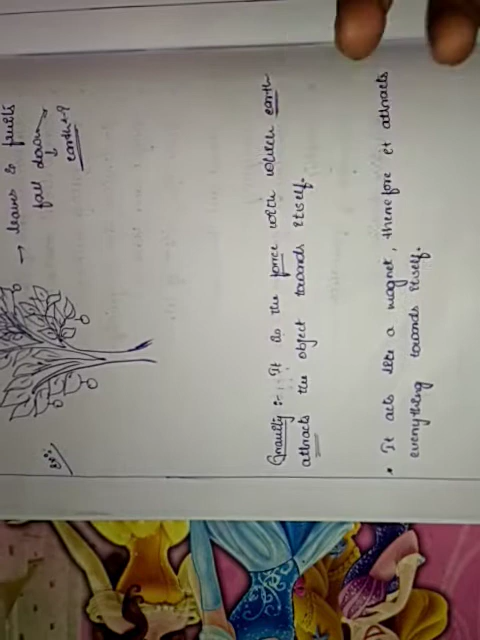 → leaves & fruits
fall down
↓
earth?
Gravity :- It is the force with which earth
attracts the object towards itself.
• It acts like a magnet, therefore it attracts
everything towards itself.